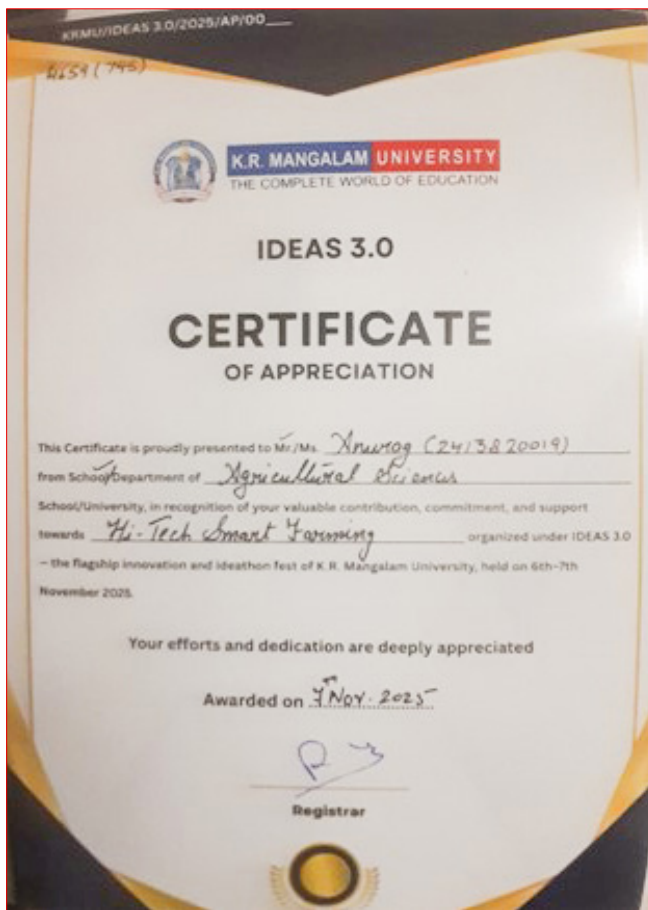 KRMU/IDEAS 3.0/2025/AP/00___
(745)
K.R. MANGALAM UNIVERSITY
THE COMPLETE WORLD OF EDUCATION
IDEAS 3.0
CERTIFICATE
OF APPRECIATION
This Certificate is proudly presented to Mr./Ms. Anurag (2413820019)
from School/Department of Agricultural Sciences
School/University, in recognition of your valuable contribution, commitment, and support
towards Hi-Tech Smart Farming organized under IDEAS 3.0
– the flagship innovation and ideathon fest of K.R. Mangalam University, held on 6th-7th
November 2025.
Your efforts and dedication are deeply appreciated
Awarded on 7th Nov. 2025
Registrar